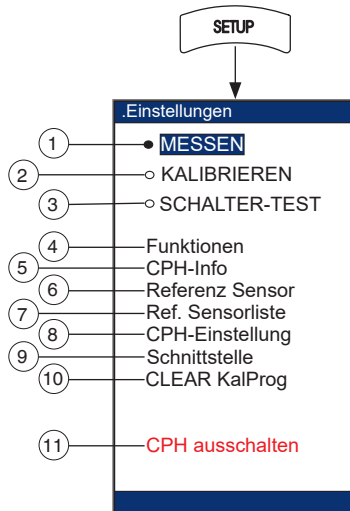 SETUP
.Einstellungen
1 MESSEN
2 KALIBRIEREN
3 SCHALTER-TEST
4 Funktionen
5 CPH-Info
6 Referenz Sensor
7 Ref. Sensorliste
8 CPH-Einstellung
9 Schnittstelle
10 CLEAR KalProg
11 CPH ausschalten